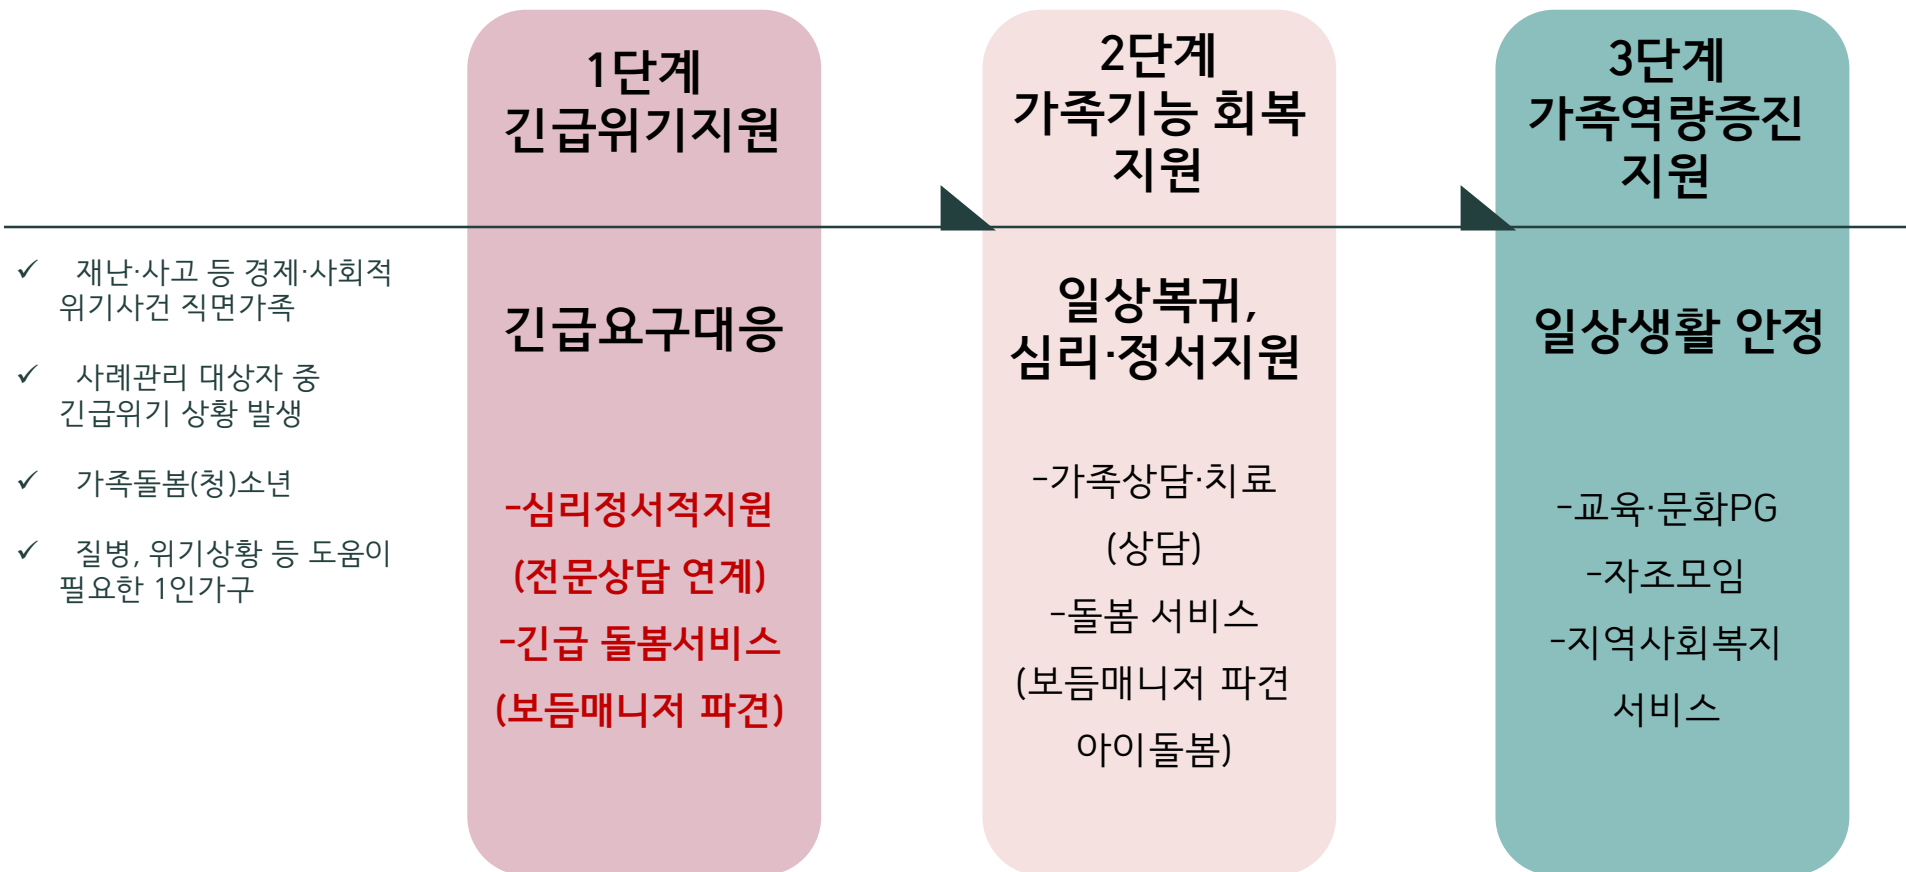 1단계
긴급위기지원
2단계
가족기능 회복
지원
3단계
가족역량증진
지원
✓ 재난·사고 등 경제·사회적
위기사건 직면가족
✓ 사례관리 대상자 중
긴급위기 상황 발생
✓ 가족돌봄(청)소년
✓ 질병, 위기상황 등 도움이
필요한 1인가구
긴급요구대응
-심리정서적지원
(전문상담 연계)
-긴급 돌봄서비스
(보듬매니저 파견)
일상복귀,
심리·정서지원
-가족상담·치료
(상담)
-돌봄 서비스
(보듬매니저 파견
아이돌봄)
일상생활 안정
-교육·문화PG
-자조모임
-지역사회복지
서비스